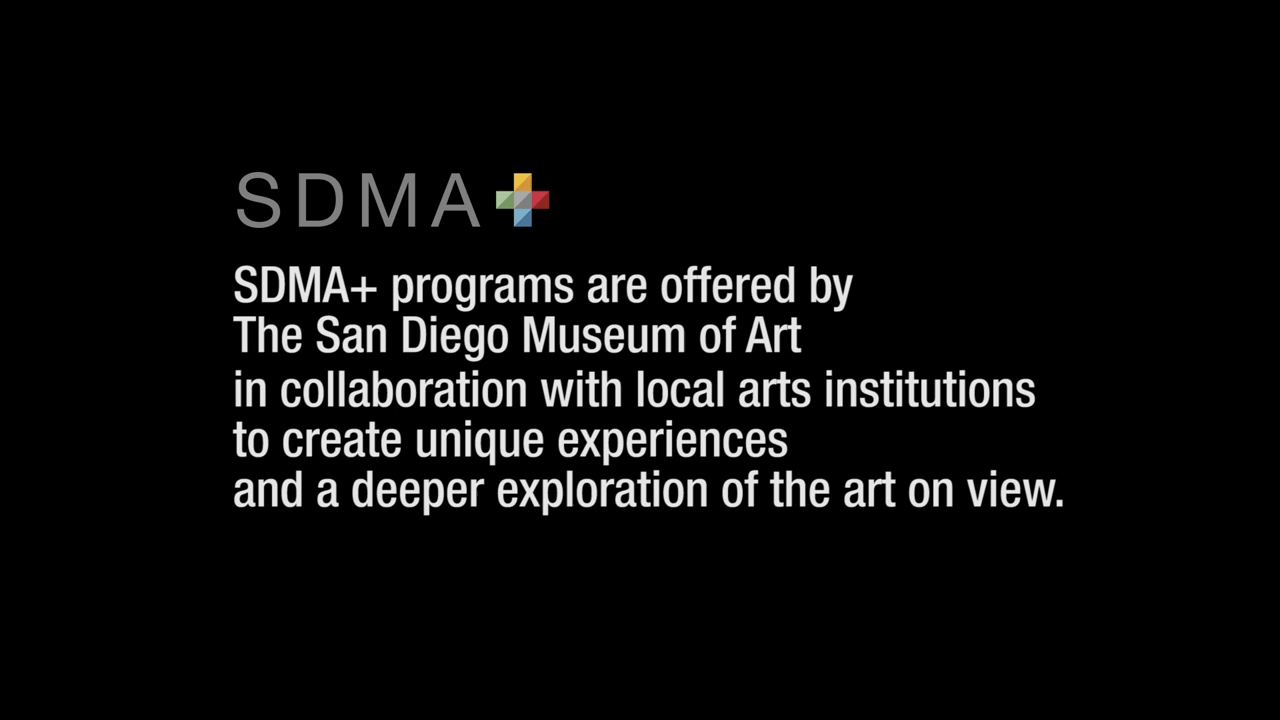 SDMA+
SDMA+ programs are offered by
The San Diego Museum of Art
in collaboration with local arts institutions
to create unique experiences
and a deeper exploration of the art on view.